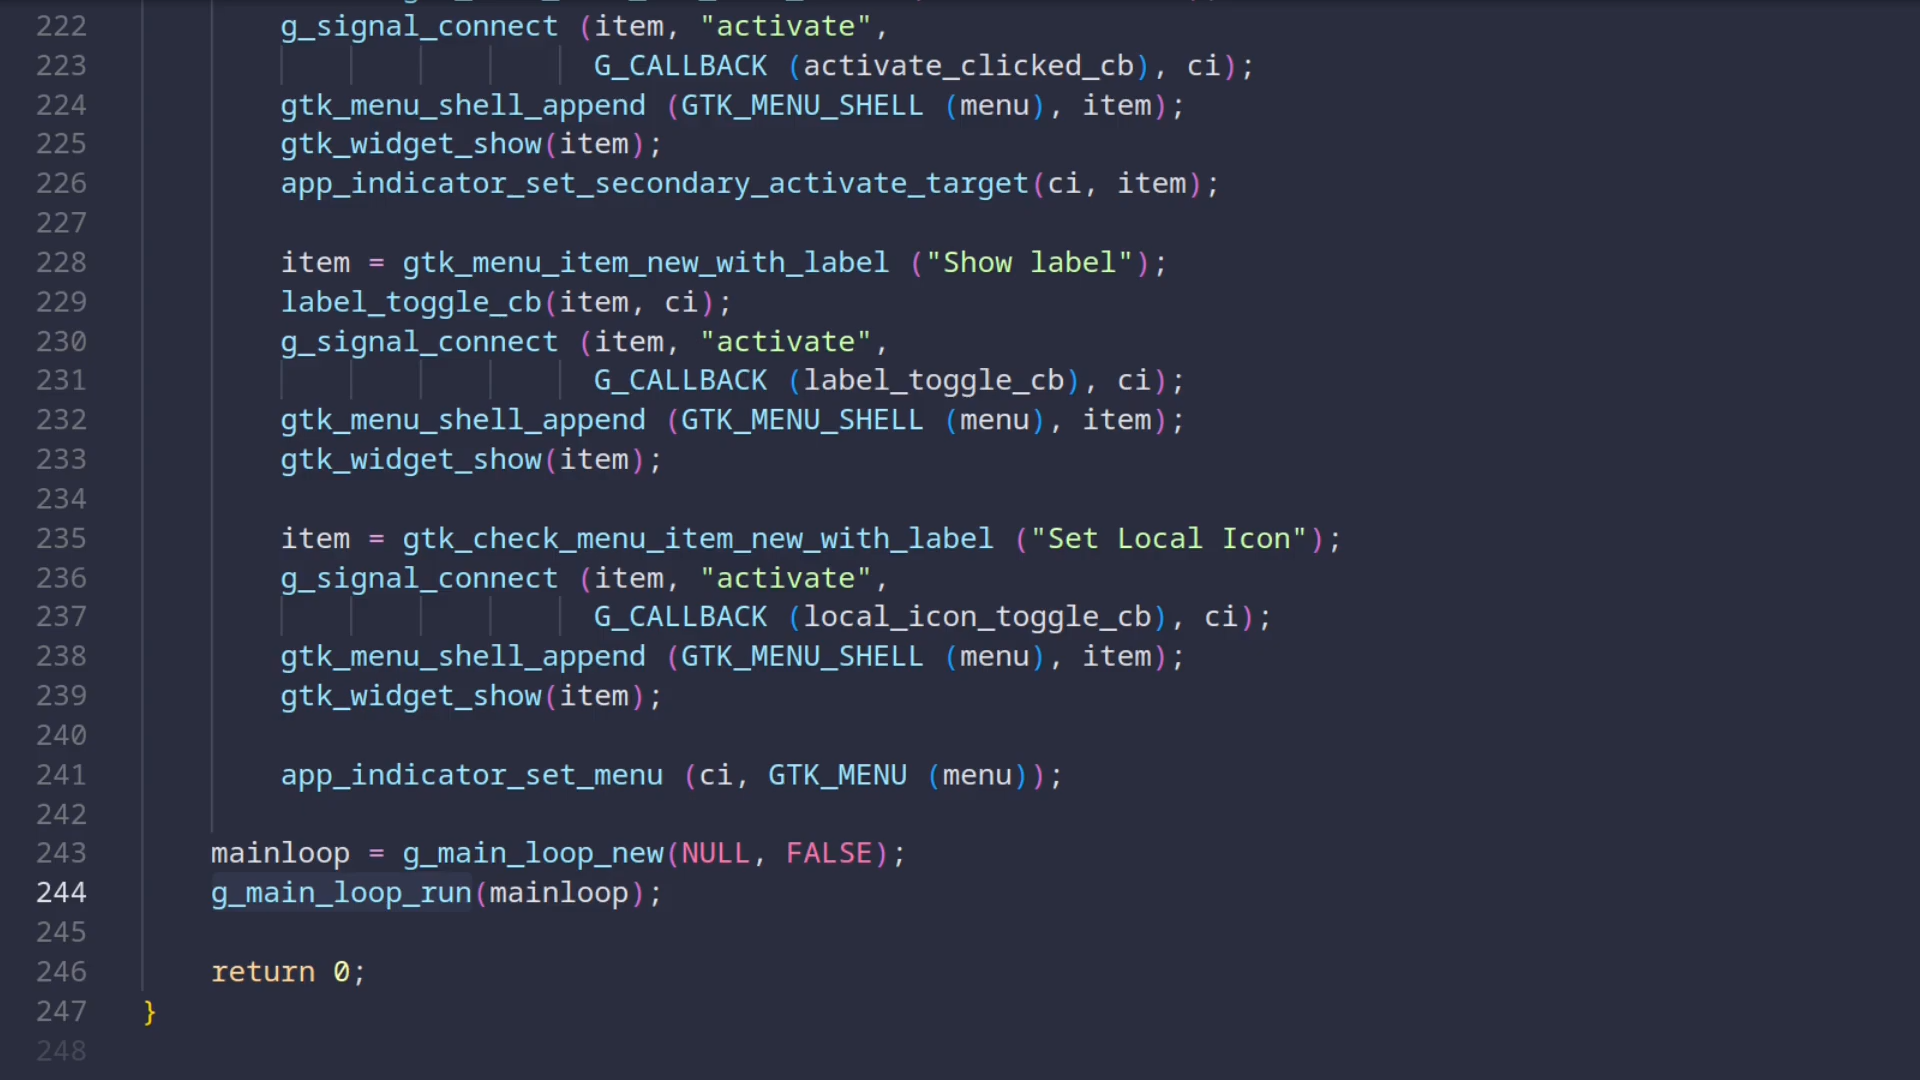 222 g_signal_connect (item, "activate",
223 G_CALLBACK (activate_clicked_cb), ci);
224 gtk_menu_shell_append (GTK_MENU_SHELL (menu), item);
225 gtk_widget_show(item);
226 app_indicator_set_secondary_activate_target(ci, item);
227
228 item = gtk_menu_item_new_with_label ("Show label");
229 label_toggle_cb(item, ci);
230 g_signal_connect (item, "activate",
231 G_CALLBACK (label_toggle_cb), ci);
232 gtk_menu_shell_append (GTK_MENU_SHELL (menu), item);
233 gtk_widget_show(item);
234
235 item = gtk_check_menu_item_new_with_label ("Set Local Icon");
236 g_signal_connect (item, "activate",
237 G_CALLBACK (local_icon_toggle_cb), ci);
238 gtk_menu_shell_append (GTK_MENU_SHELL (menu), item);
239 gtk_widget_show(item);
240
241 app_indicator_set_menu (ci, GTK_MENU (menu));
242
243 mainloop = g_main_loop_new(NULL, FALSE);
244 g_main_loop_run(mainloop);
245
246 return 0;
247 }
248